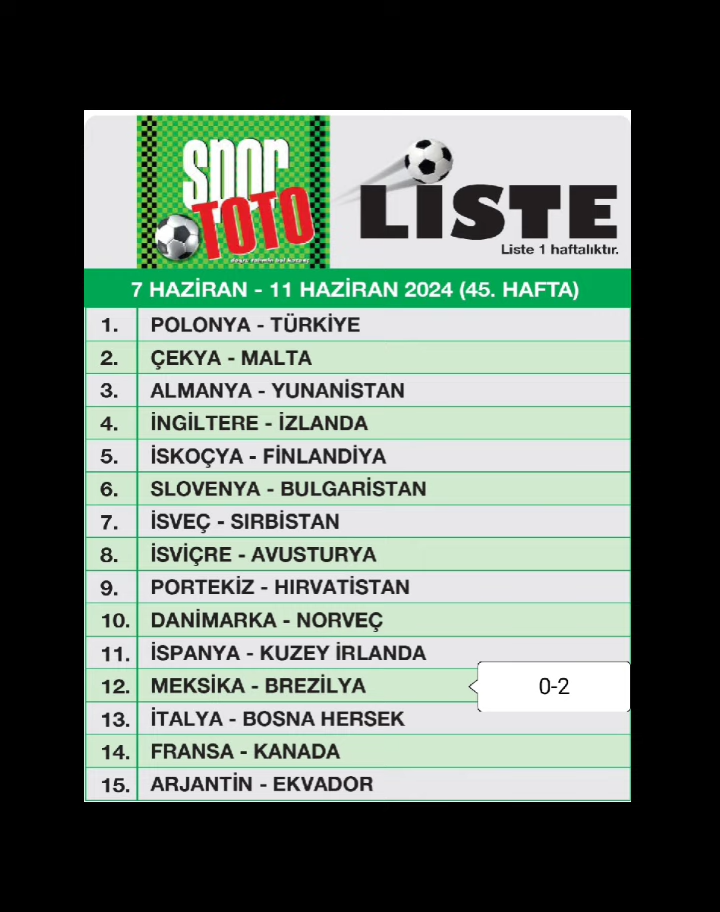 SPOR
TOTO
LİSTE
Liste 1 haftalıktır.
7 HAZİRAN - 11 HAZİRAN 2024 (45. HAFTA)
1. POLONYA - TÜRKİYE
2. ÇEKYA - MALTA
3. ALMANYA - YUNANİSTAN
4. İNGİLTERE - İZLANDA
5. İSKOÇYA - FİNLANDİYA
6. SLOVENYA - BULGARİSTAN
7. İSVEÇ - SIRBİSTAN
8. İSVİÇRE - AVUSTURYA
9. PORTEKİZ - HIRVATİSTAN
10. DANİMARKA - NORVEÇ
11. İSPANYA - KUZEY İRLANDA
12. MEKSİKA - BREZİLYA 0-2
13. İTALYA - BOSNA HERSEK
14. FRANSA - KANADA
15. ARJANTİN - EKVADOR